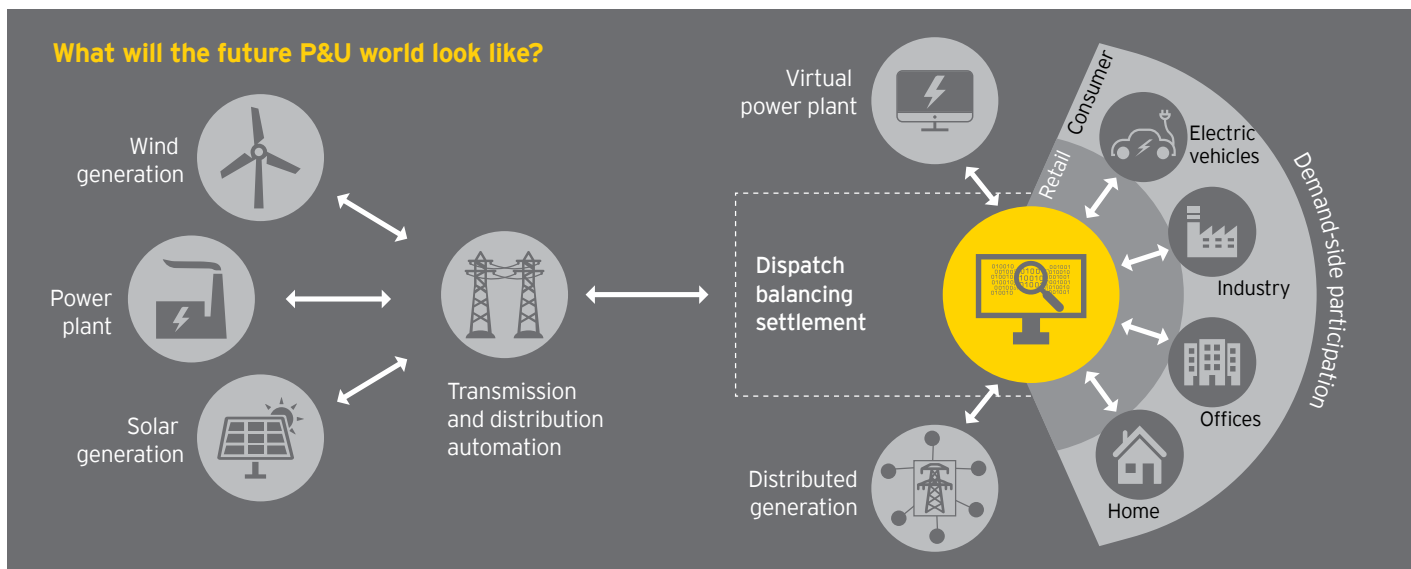 What will the future P&U world look like?
Wind
generation
Power
plant
Solar
generation
Transmission
and distribution
automation
Virtual
power plant
Dispatch
balancing
settlement
Distributed
generation
Retail
Consumer
Electric
vehicles
Industry
Offices
Home
Demand-side participation